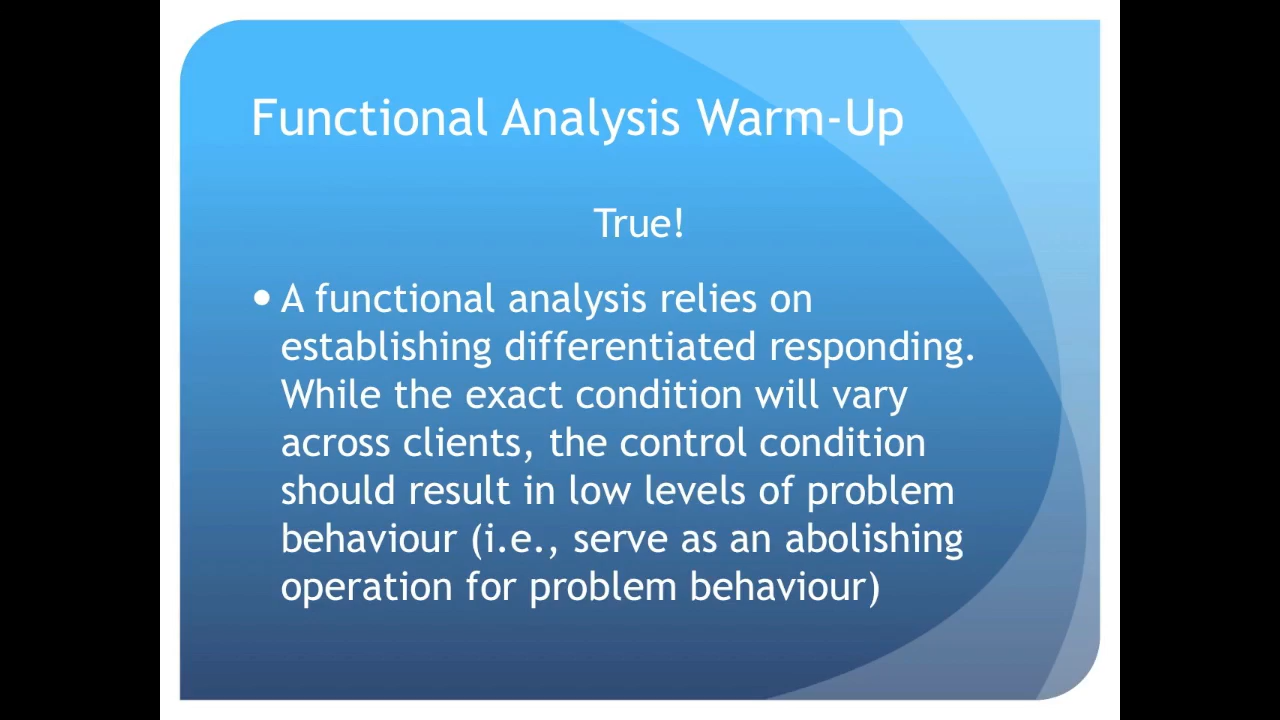 Functional Analysis Warm-Up
True!
• A functional analysis relies on
establishing differentiated responding.
While the exact condition will vary
across clients, the control condition
should result in low levels of problem
behaviour (i.e., serve as an abolishing
operation for problem behaviour)